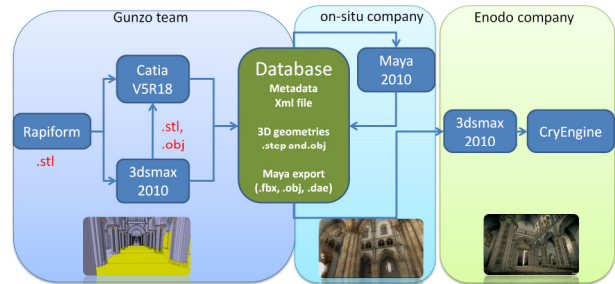 Gunzo team
on-situ company
Enodo company
Catia
V5R18
Rapiform
.stl
.stl,
.obj
3dsmax
2010
Database
Metadata
Xml file
3D geometries
.step and.obj
Maya export
(.fbx, .obj, .dae)
Maya
2010
3dsmax
2010
CryEngine